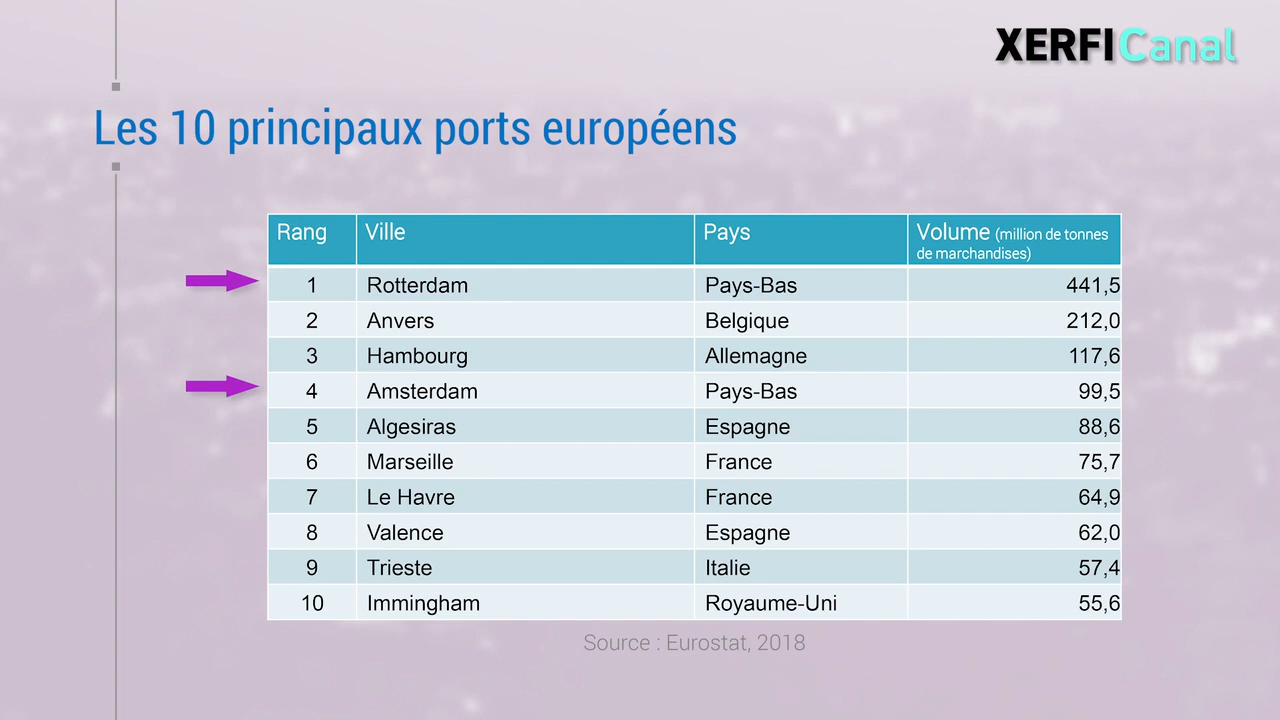 XERFI Canal
Les 10 principaux ports européens
Rang Ville Pays Volume (million de tonnes
de marchandises)
1 Rotterdam Pays-Bas 441,5
2 Anvers Belgique 212,0
3 Hambourg Allemagne 117,6
4 Amsterdam Pays-Bas 99,5
5 Algesiras Espagne 88,6
6 Marseille France 75,7
7 Le Havre France 64,9
8 Valence Espagne 62,0
9 Trieste Italie 57,4
10 Immingham Royaume-Uni 55,6
Source : Eurostat, 2018